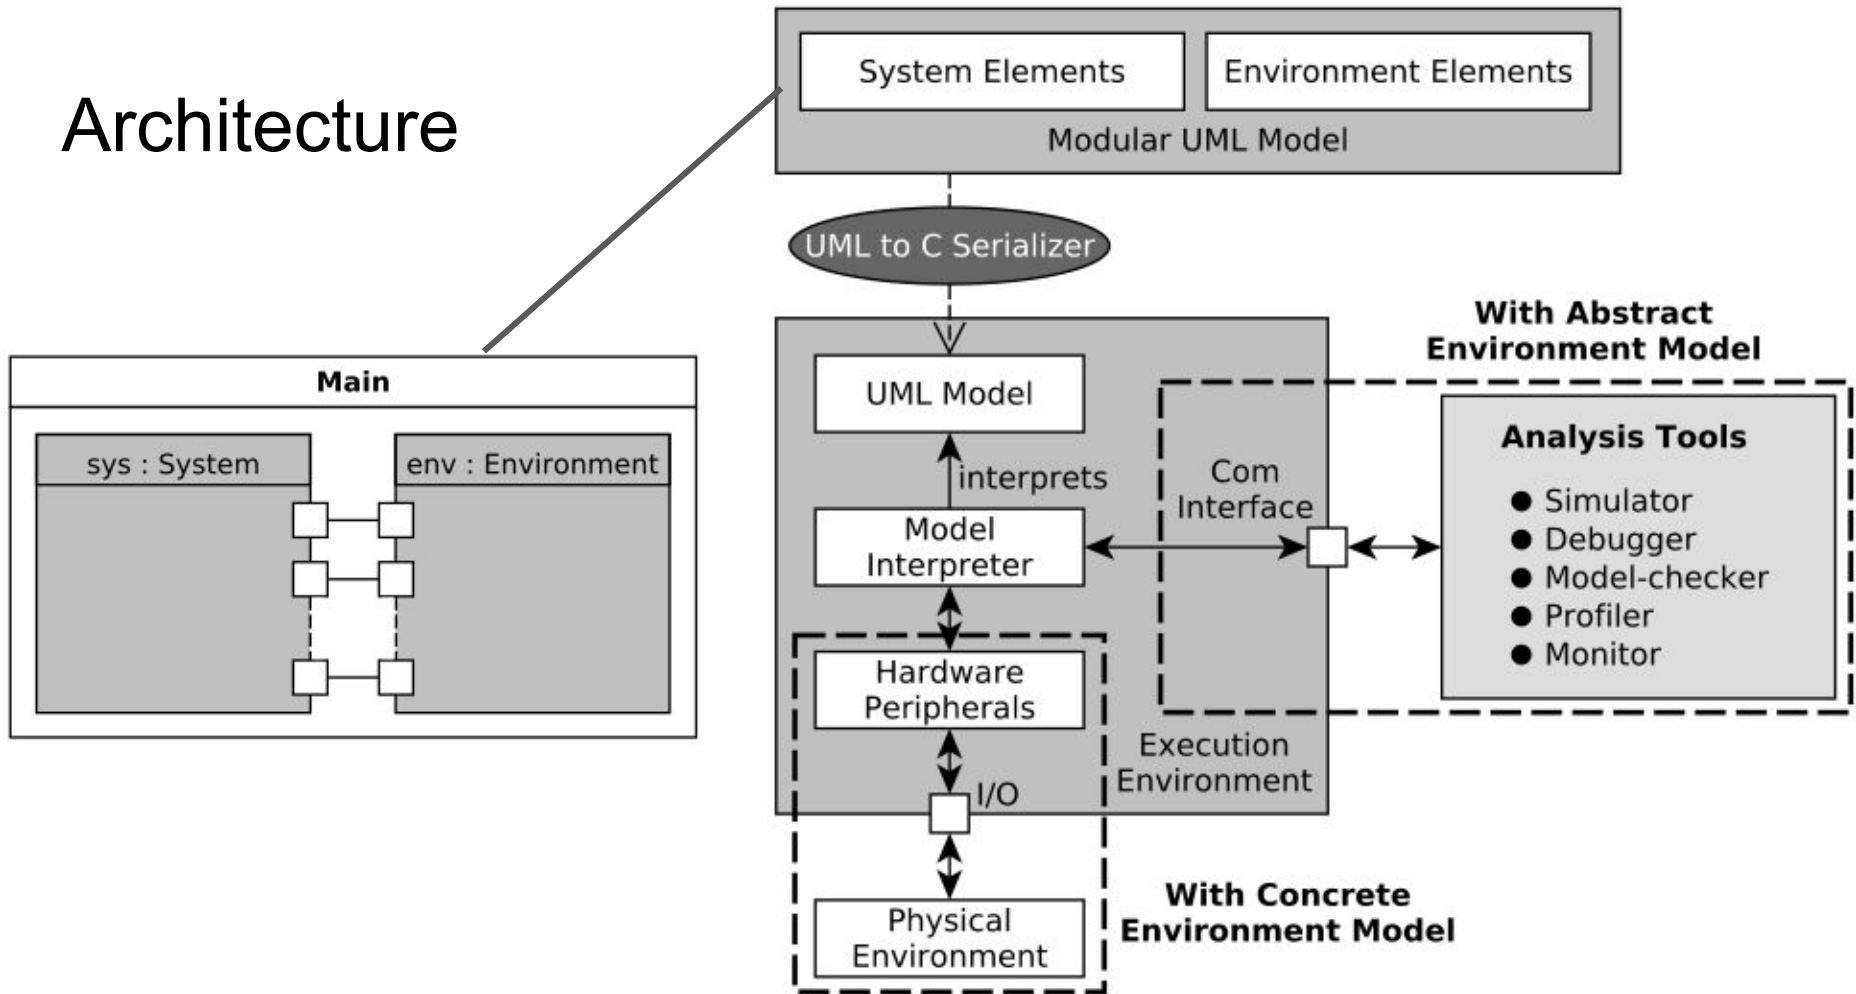 Architecture
System Elements
Environment Elements
Modular UML Model
UML to C Serializer
Main
sys : System
env : Environment
UML Model
interprets
Model
Interpreter
Com
Interface
Hardware
Peripherals
I/O
Execution
Environment
Physical
Environment
With Abstract
Environment Model
Analysis Tools
● Simulator
● Debugger
● Model-checker
● Profiler
● Monitor
With Concrete
Environment Model